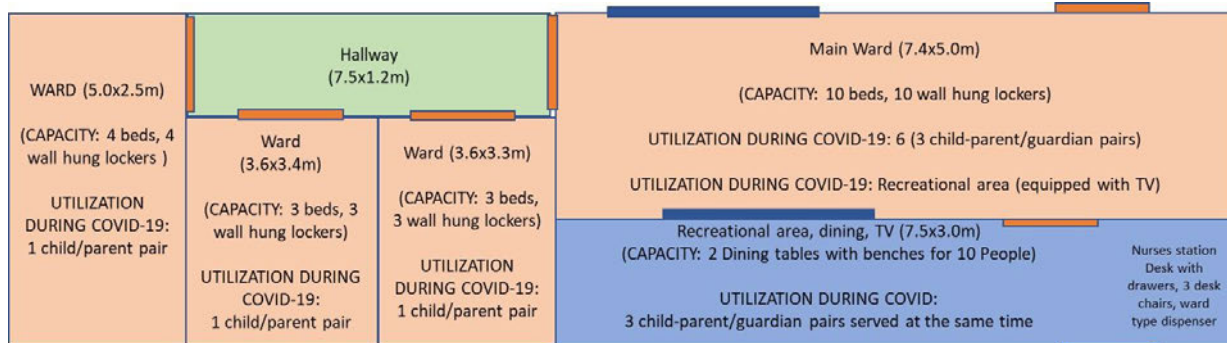 WARD (5.0x2.5m)
(CAPACITY: 4 beds, 4
wall hung lockers )
UTILIZATION
DURING COVID-19:
1 child/parent pair
Hallway
(7.5x1.2m)
Ward
(3.6x3.4m)
(CAPACITY: 3 beds, 3
wall hung lockers)
UTILIZATION DURING
COVID-19:
1 child/parent pair
Ward (3.6x3.3m)
(CAPACITY: 3 beds,
3 wall hung lockers)
UTILIZATION
DURING COVID-19:
1 child/parent pair
Main Ward (7.4x5.0m)
(CAPACITY: 10 beds, 10 wall hung lockers)
UTILIZATION DURING COVID-19: 6 (3 child-parent/guardian pairs)
UTILIZATION DURING COVID-19: Recreational area (equipped with TV)
Recreational area, dining, TV (7.5x3.0m)
(CAPACITY: 2 Dining tables with benches for 10 People)
UTILIZATION DURING COVID:
3 child-parent/guardian pairs served at the same time
Nurses station
Desk with
drawers, 3 desk
chairs, ward
type dispenser